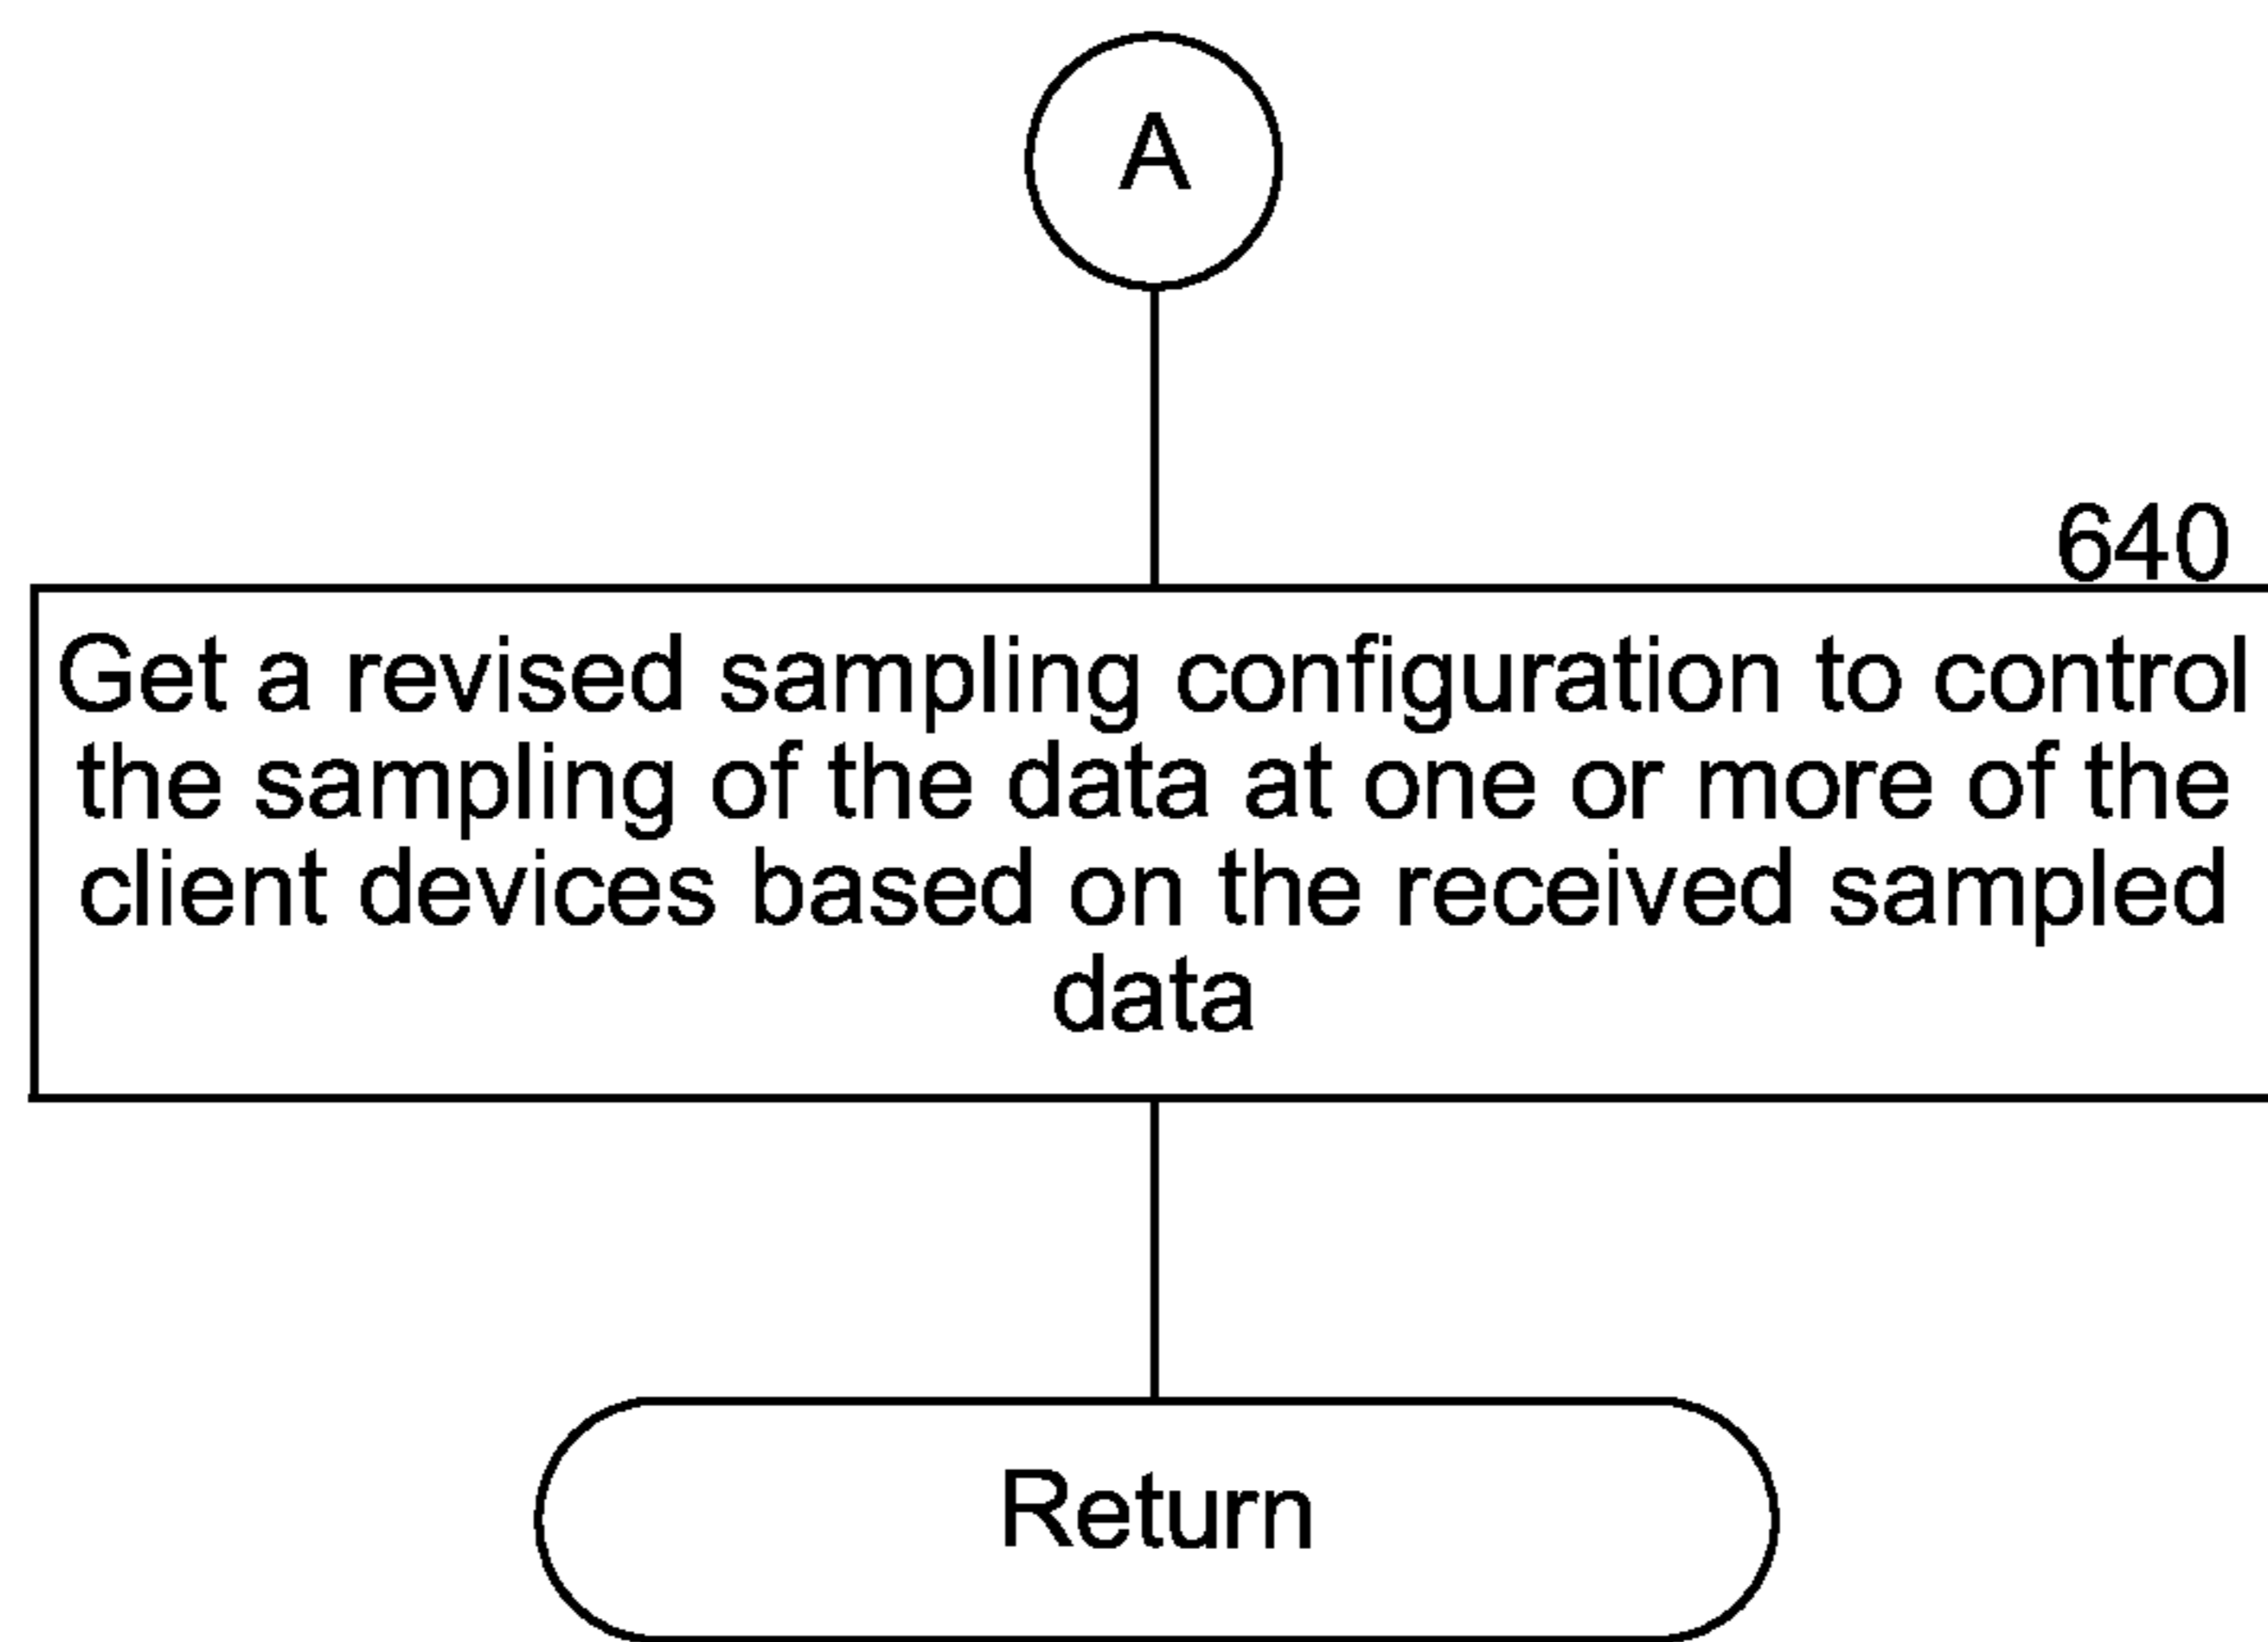 A
640
Get a revised sampling configuration to control
the sampling of the data at one or more of the
client devices based on the received sampled
data
Return